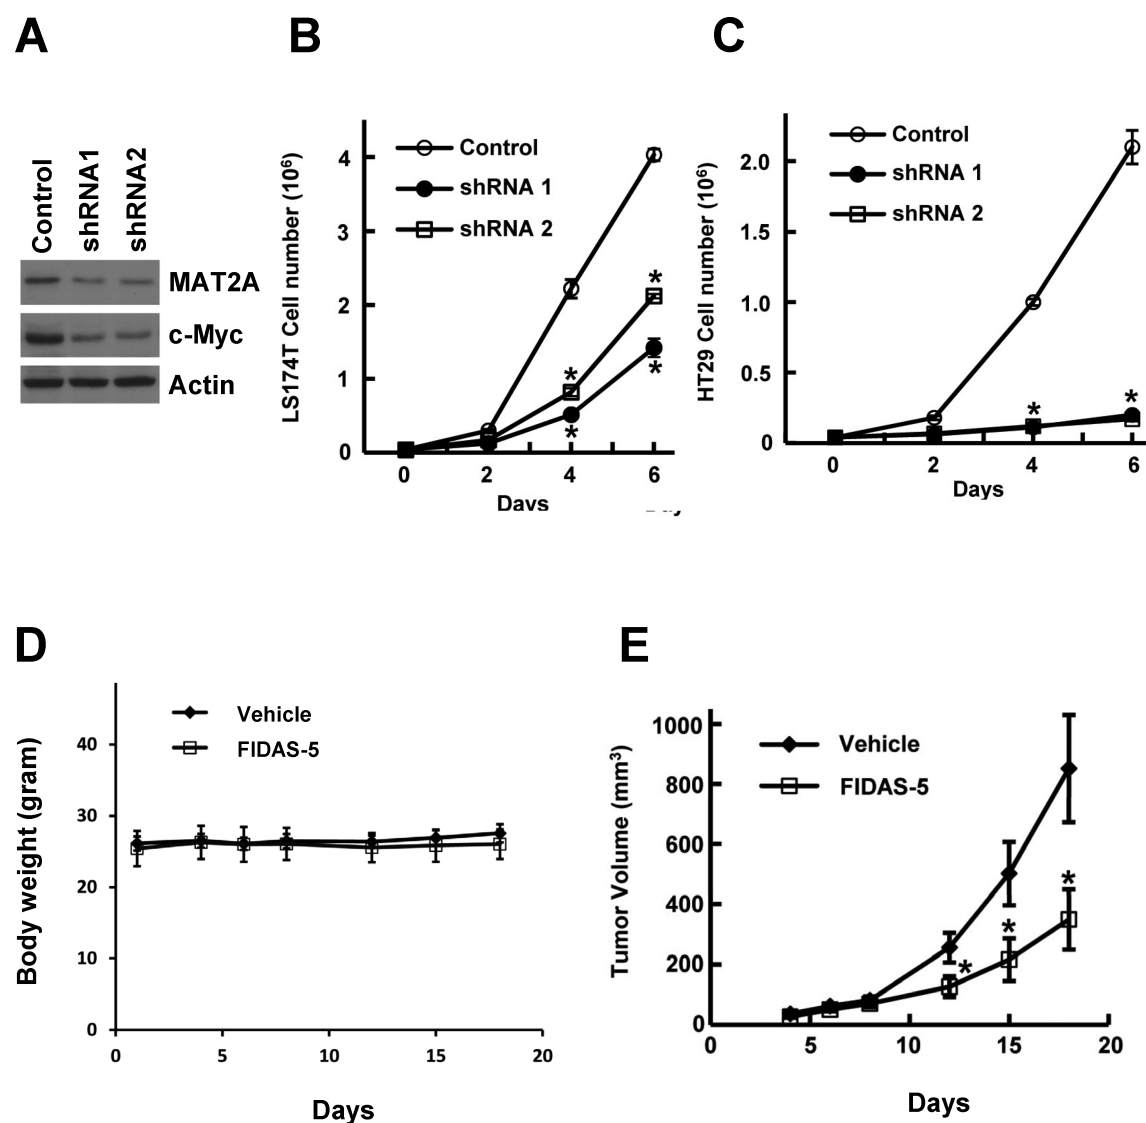 A
Control
shRNA1
shRNA2
MAT2A
c-Myc
Actin
B
LS174T Cell number (10⁶)
Control
shRNA 1
shRNA 2
4
3
2
1
0
*
*
*
*
0 2 4 6
Days
C
HT29 Cell number (10⁶)
Control
shRNA 1
shRNA 2
2.0
1.5
1.0
0.5
0
*
*
0 2 4 6
Days
D
Body weight (gram)
Vehicle
FIDAS-5
40
30
20
10
0
0 5 10 15 20
Days
E
Tumor Volume (mm³)
Vehicle
FIDAS-5
1000
800
600
400
200
0
*
*
*
0 5 10 15 20
Days